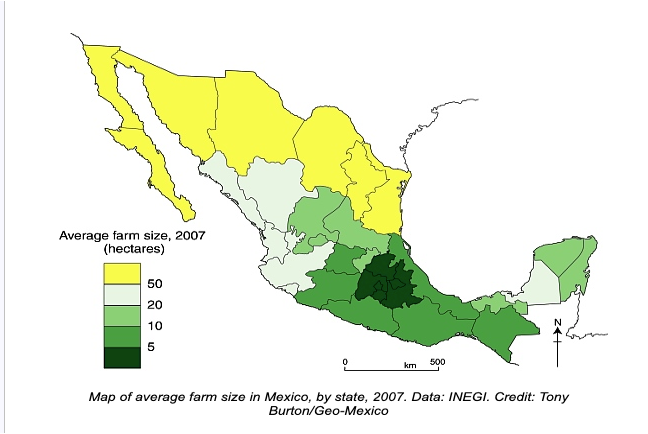 Average farm size, 2007
(hectares)
50
20
10
5
N
0 500
km
Map of average farm size in Mexico, by state, 2007. Data: INEGI. Credit: Tony
Burton/Geo-Mexico